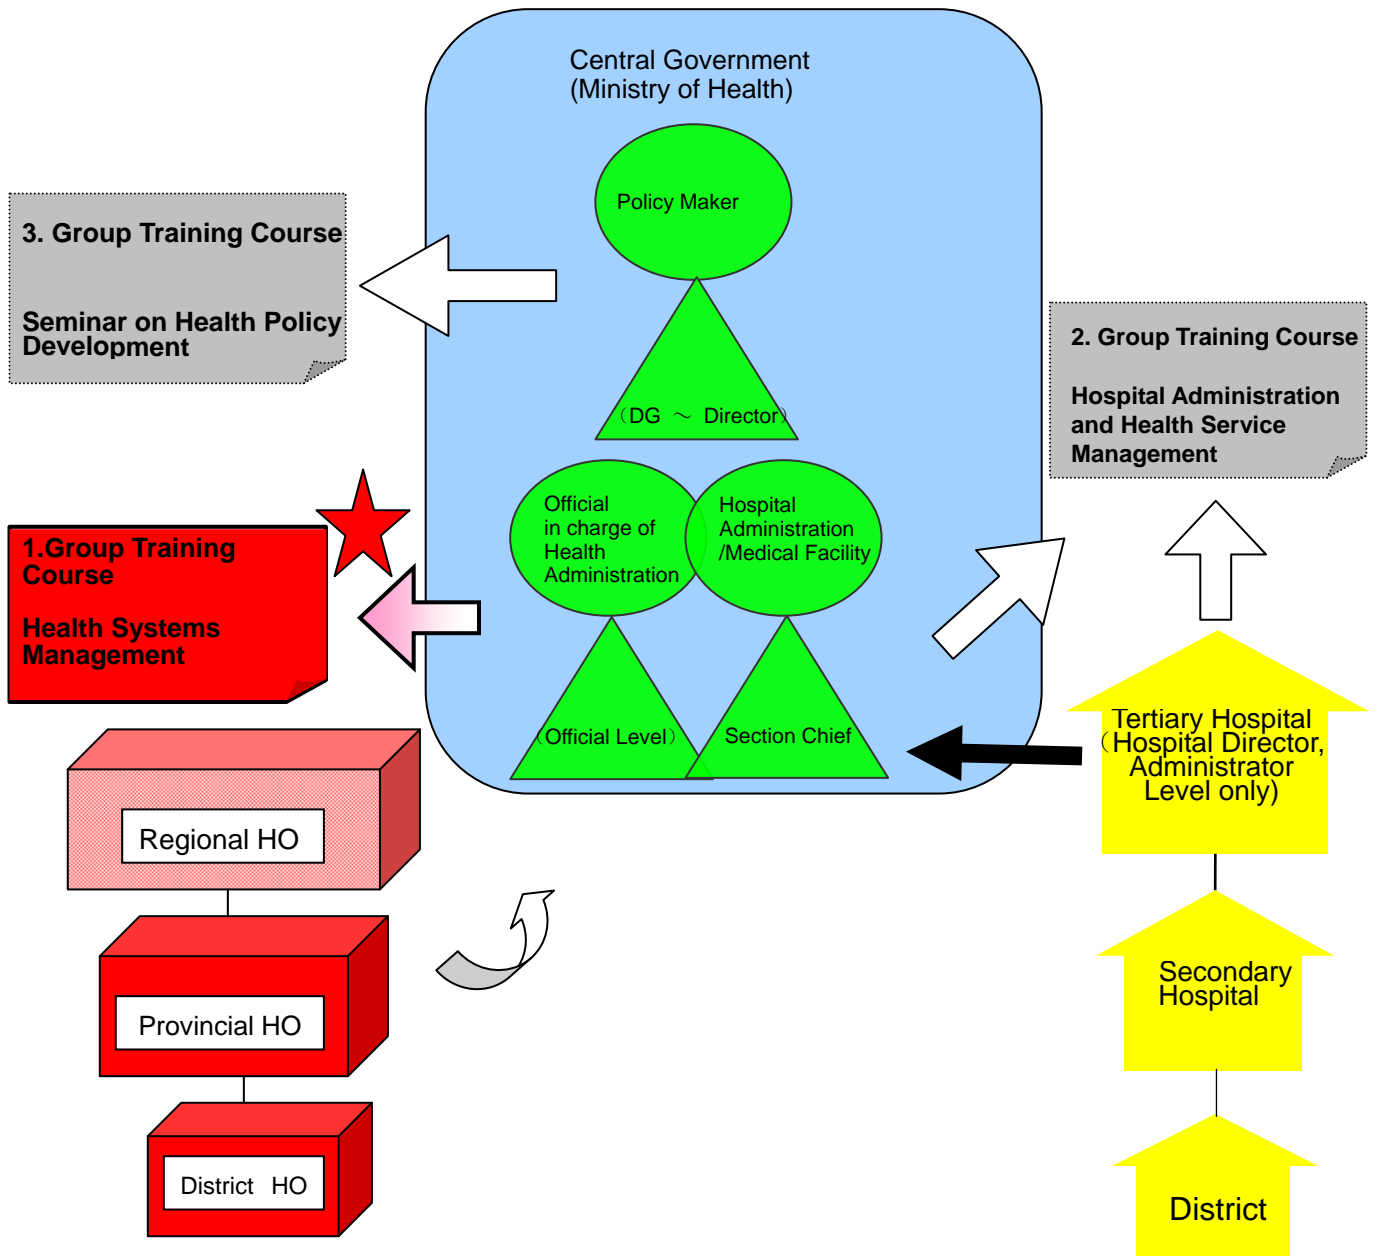 Central Government
(Ministry of Health)
Policy Maker
（DG ～ Director）
3. Group Training Course
Seminar on Health Policy
Development
2. Group Training Course
Hospital Administration
and Health Service
Management
Official
in charge of
Health
Administration
Hospital
Administration
/Medical Facility
1.Group Training
Course
Health Systems
Management
（Official Level）
Section Chief
Tertiary Hospital
（Hospital Director,
Administrator
Level only)
Regional HO
Provincial HO
District HO
Secondary
Hospital
District